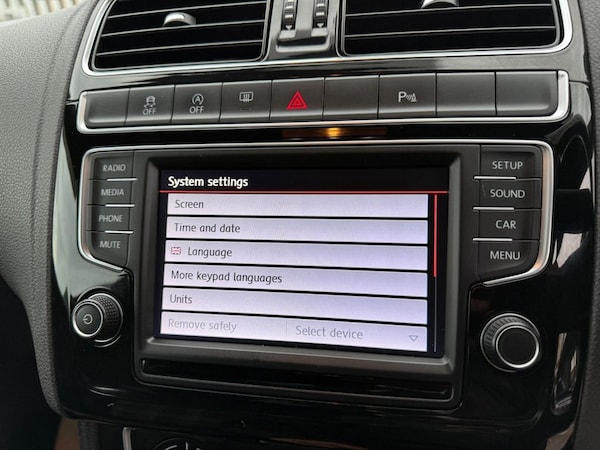 OFF
OFF
P
RADIO
MEDIA
PHONE
MUTE
System settings
Screen
Time and date
Language
More keypad languages
Units
Remove safely Select device
SETUP
SOUND
CAR
MENU